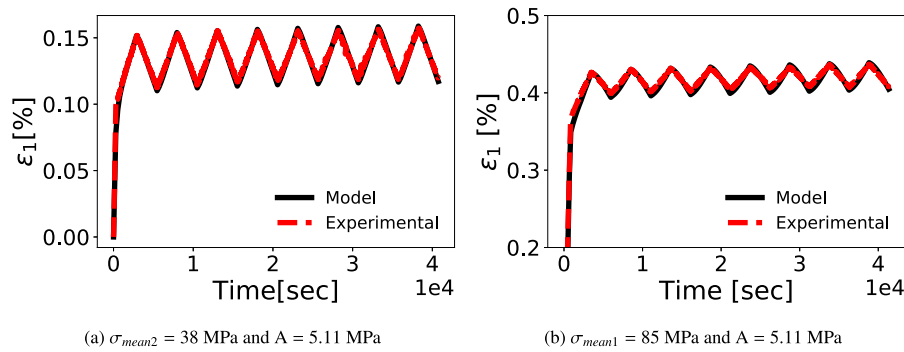 0.15
0.10
0.05
0.00
ε₁[%]
Model
Experimental
0 1 2 3 4
Time[sec] 1e4
(a) σ_mean2 = 38 MPa and A = 5.11 MPa
0.5
0.4
0.3
0.2
ε₁ [%]
Model
Experimental
0 1 2 3 4
Time [sec] 1e4
(b) σ_mean1 = 85 MPa and A = 5.11 MPa